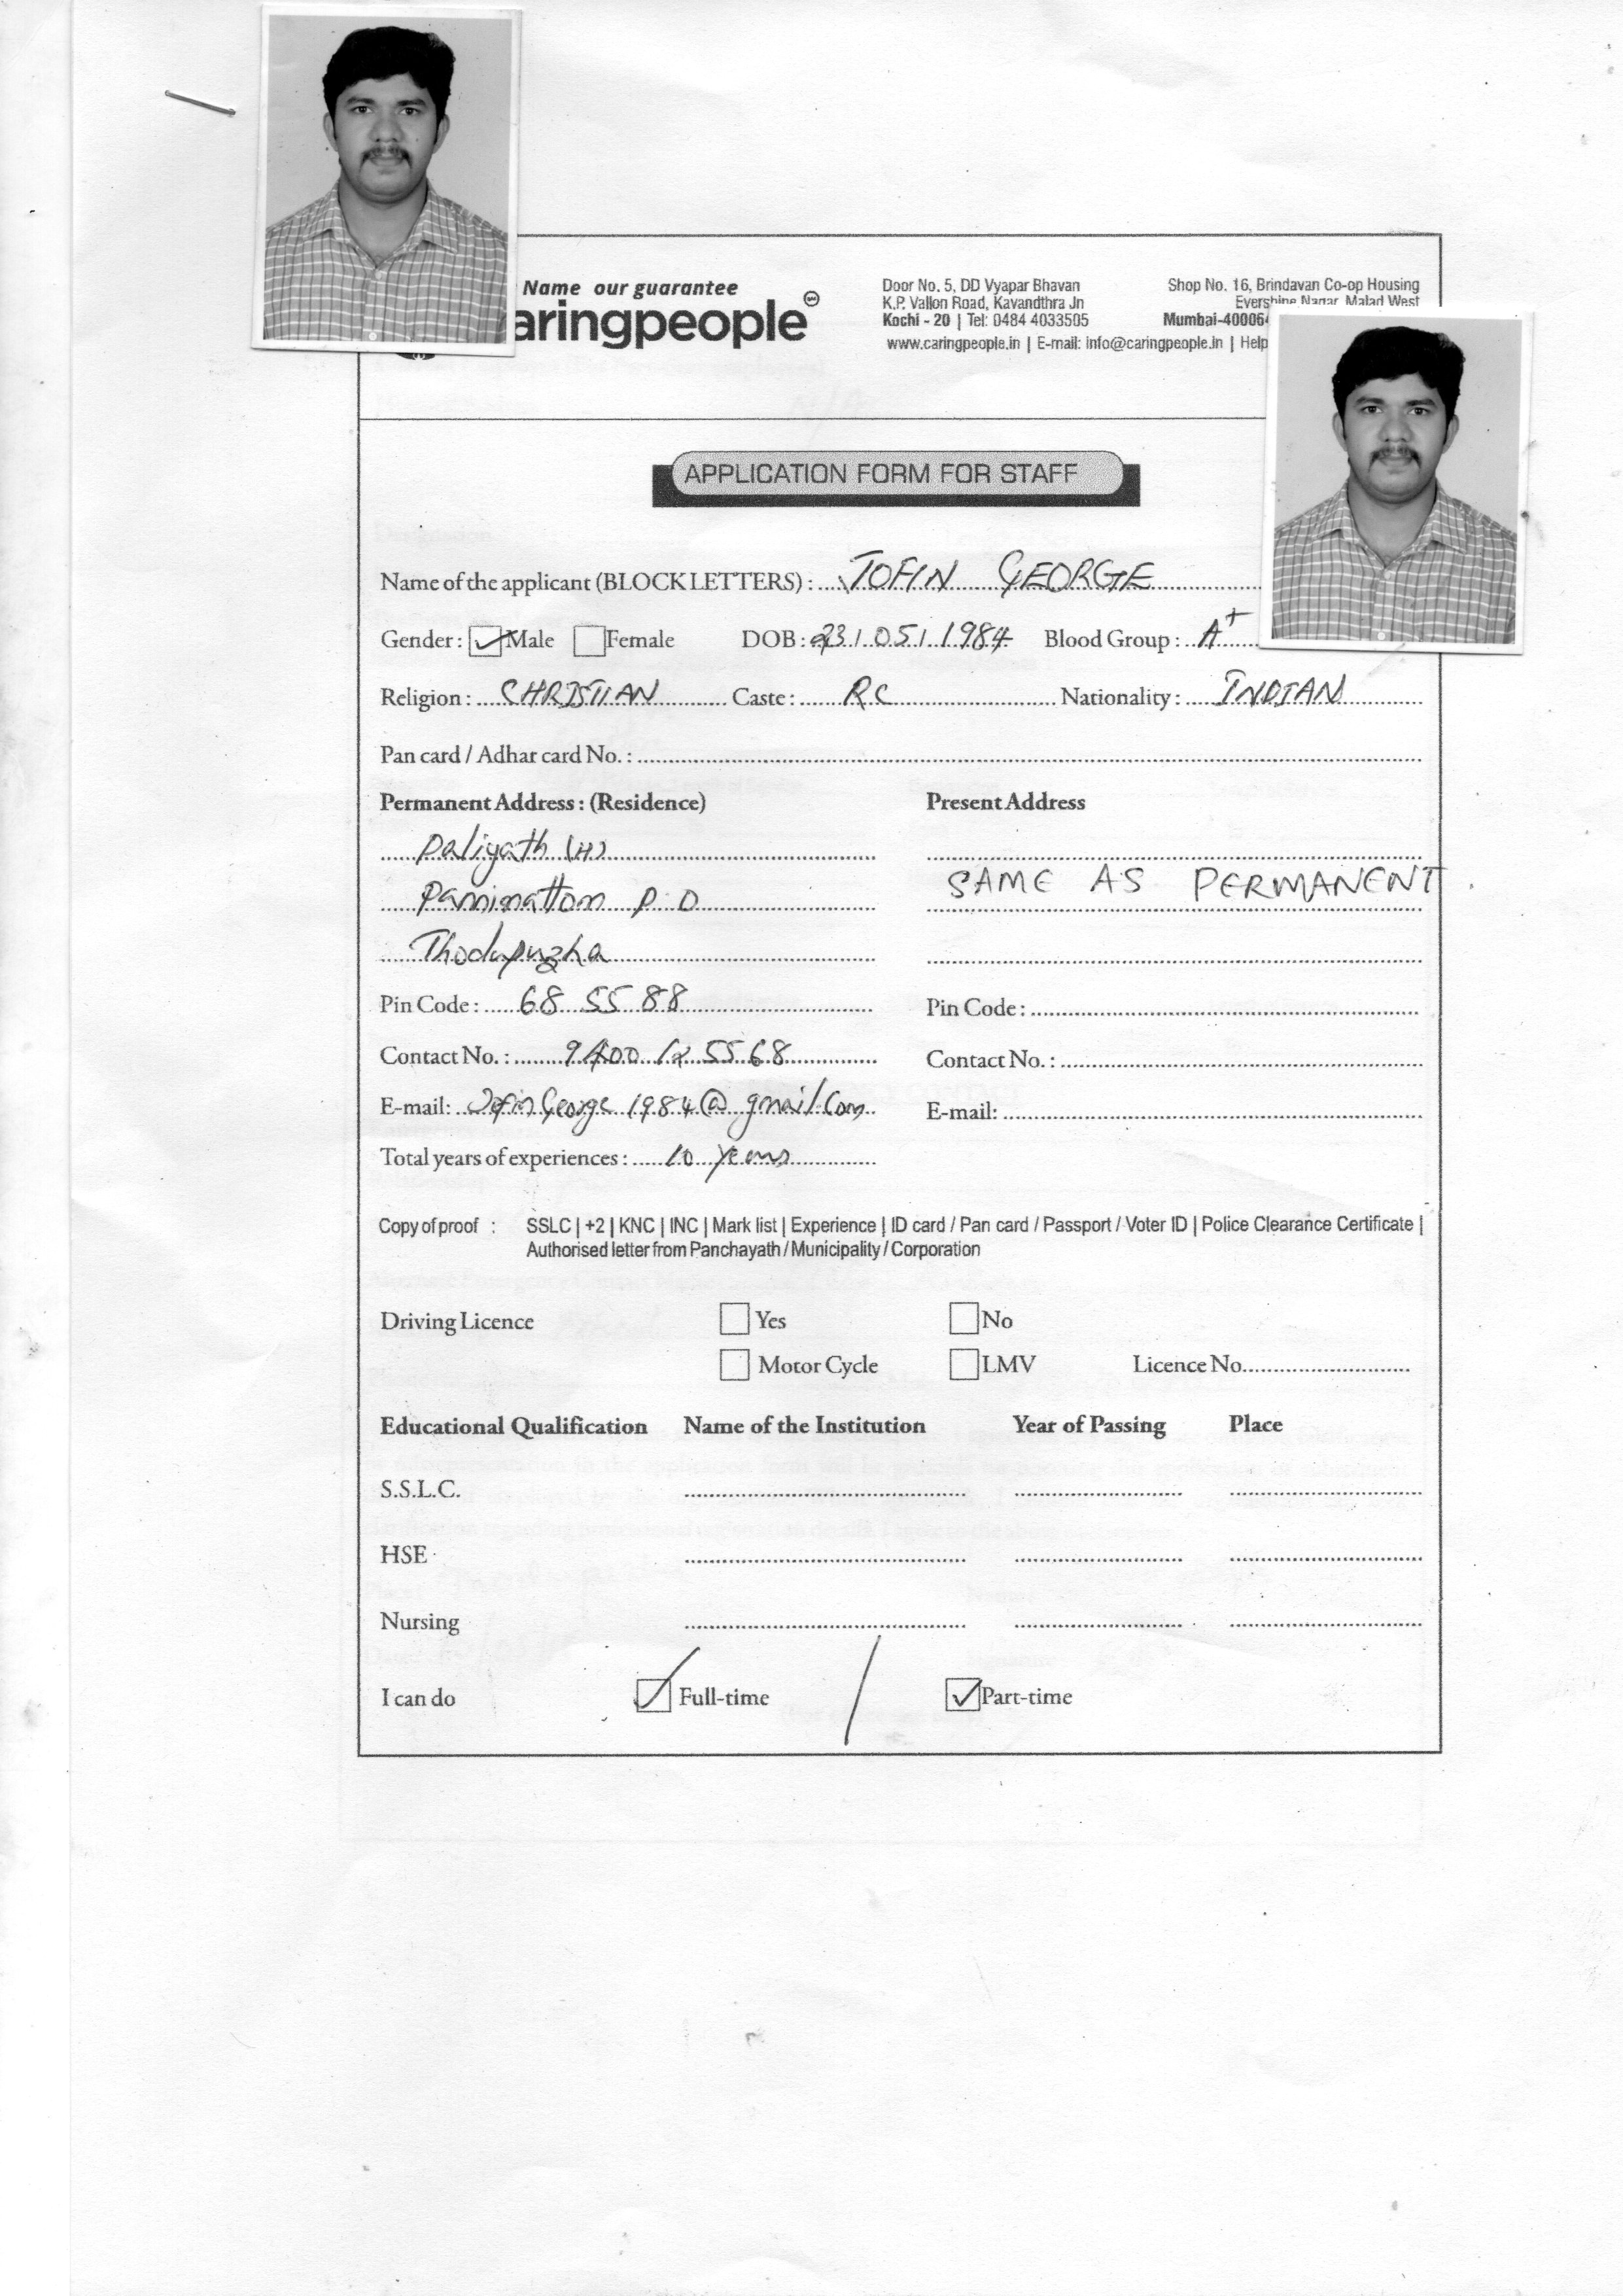 Name our guarantee
aringpeople
Door No. 5, DD Vyapar Bhavan
K.P. Vallon Road, Kavandthra Jn
Kochi - 20 | Tel: 0484 4033505
Shop No. 16, Brindavan Co-op Housing
Evershine Nagar, Malad West
Mumbai-400064
www.caringpeople.in | E-mail: info@caringpeople.in | Help
APPLICATION FORM FOR STAFF
Name of the applicant (BLOCK LETTERS) : JOFIN GEORGE
Gender : Male Female DOB : 23/05/1984 Blood Group : A+
Religion : CHRISTIAN Caste : RC Nationality : INDIAN
Pan card / Adhar card No. :
Permanent Address : (Residence) Present Address
Paliyath (H)
Pannimattom P.O SAME AS PERMANENT
Thodupuzha
Pin Code : 68 55 88 Pin Code :
Contact No. : 9400 12 55 68 Contact No. :
E-mail: Jofin George 1984@gmail.com E-mail:
Total years of experiences : 10 Years
Copy of proof : SSLC | +2 | KNC | INC | Mark list | Experience | ID card / Pan card / Passport / Voter ID | Police Clearance Certificate |
Authorised letter from Panchayath / Municipality / Corporation
Driving Licence Yes No
Motor Cycle LMV Licence No.
Educational Qualification Name of the Institution Year of Passing Place
S.S.L.C.
HSE
Nursing
I can do Full-time / Part-time